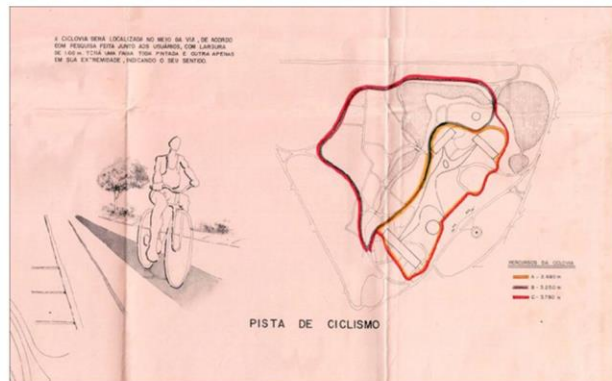 A CICLOVIA SERÁ LOCALIZADA NO MEIO DA VIA, DE ACORDO
COM PESQUISA FEITA JUNTO AOS USUÁRIOS, COM LARGURA
DE 1.60 m. TERÁ UMA FAIXA TODA PINTADA E OUTRA APENAS
EM SUA EXTREMIDADE, INDICANDO O SEU SENTIDO.
PERCURSOS DA CICLOVIA
A -
B -
C -
PISTA DE CICLISMO